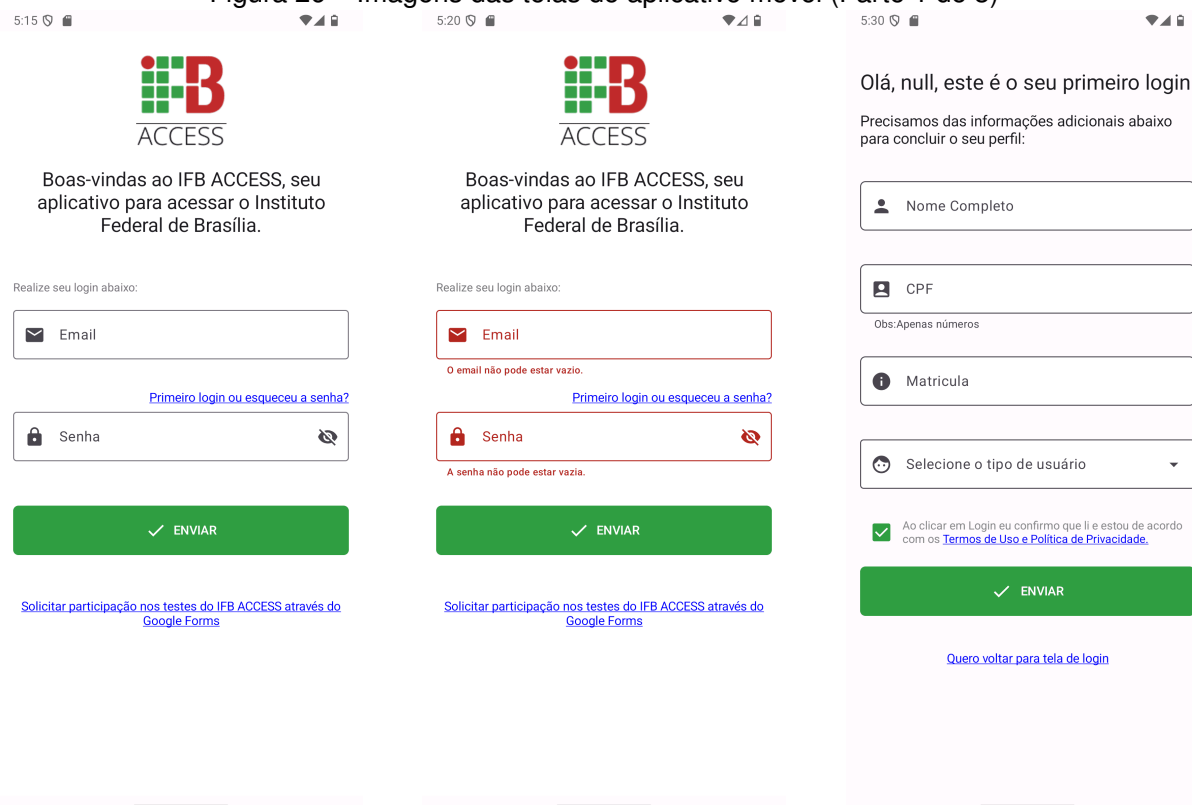 Figura 20 – Imagens das telas do aplicativo móvel (Parte 1 de 3)
5:15
IFB
ACCESS
Boas-vindas ao IFB ACCESS, seu
aplicativo para acessar o Instituto
Federal de Brasília.
Realize seu login abaixo:
Email
Primeiro login ou esqueceu a senha?
Senha
ENVIAR
Solicitar participação nos testes do IFB ACCESS através do
Google Forms
5:20
IFB
ACCESS
Boas-vindas ao IFB ACCESS, seu
aplicativo para acessar o Instituto
Federal de Brasília.
Realize seu login abaixo:
Email
O email não pode estar vazio.
Primeiro login ou esqueceu a senha?
Senha
A senha não pode estar vazia.
ENVIAR
Solicitar participação nos testes do IFB ACCESS através do
Google Forms
5:30
Olá, null, este é o seu primeiro login
Precisamos das informações adicionais abaixo
para concluir o seu perfil:
Nome Completo
CPF
Obs:Apenas números
Matricula
Selecione o tipo de usuário
Ao clicar em Login eu confirmo que li e estou de acordo
com os Termos de Uso e Política de Privacidade.
ENVIAR
Quero voltar para tela de login